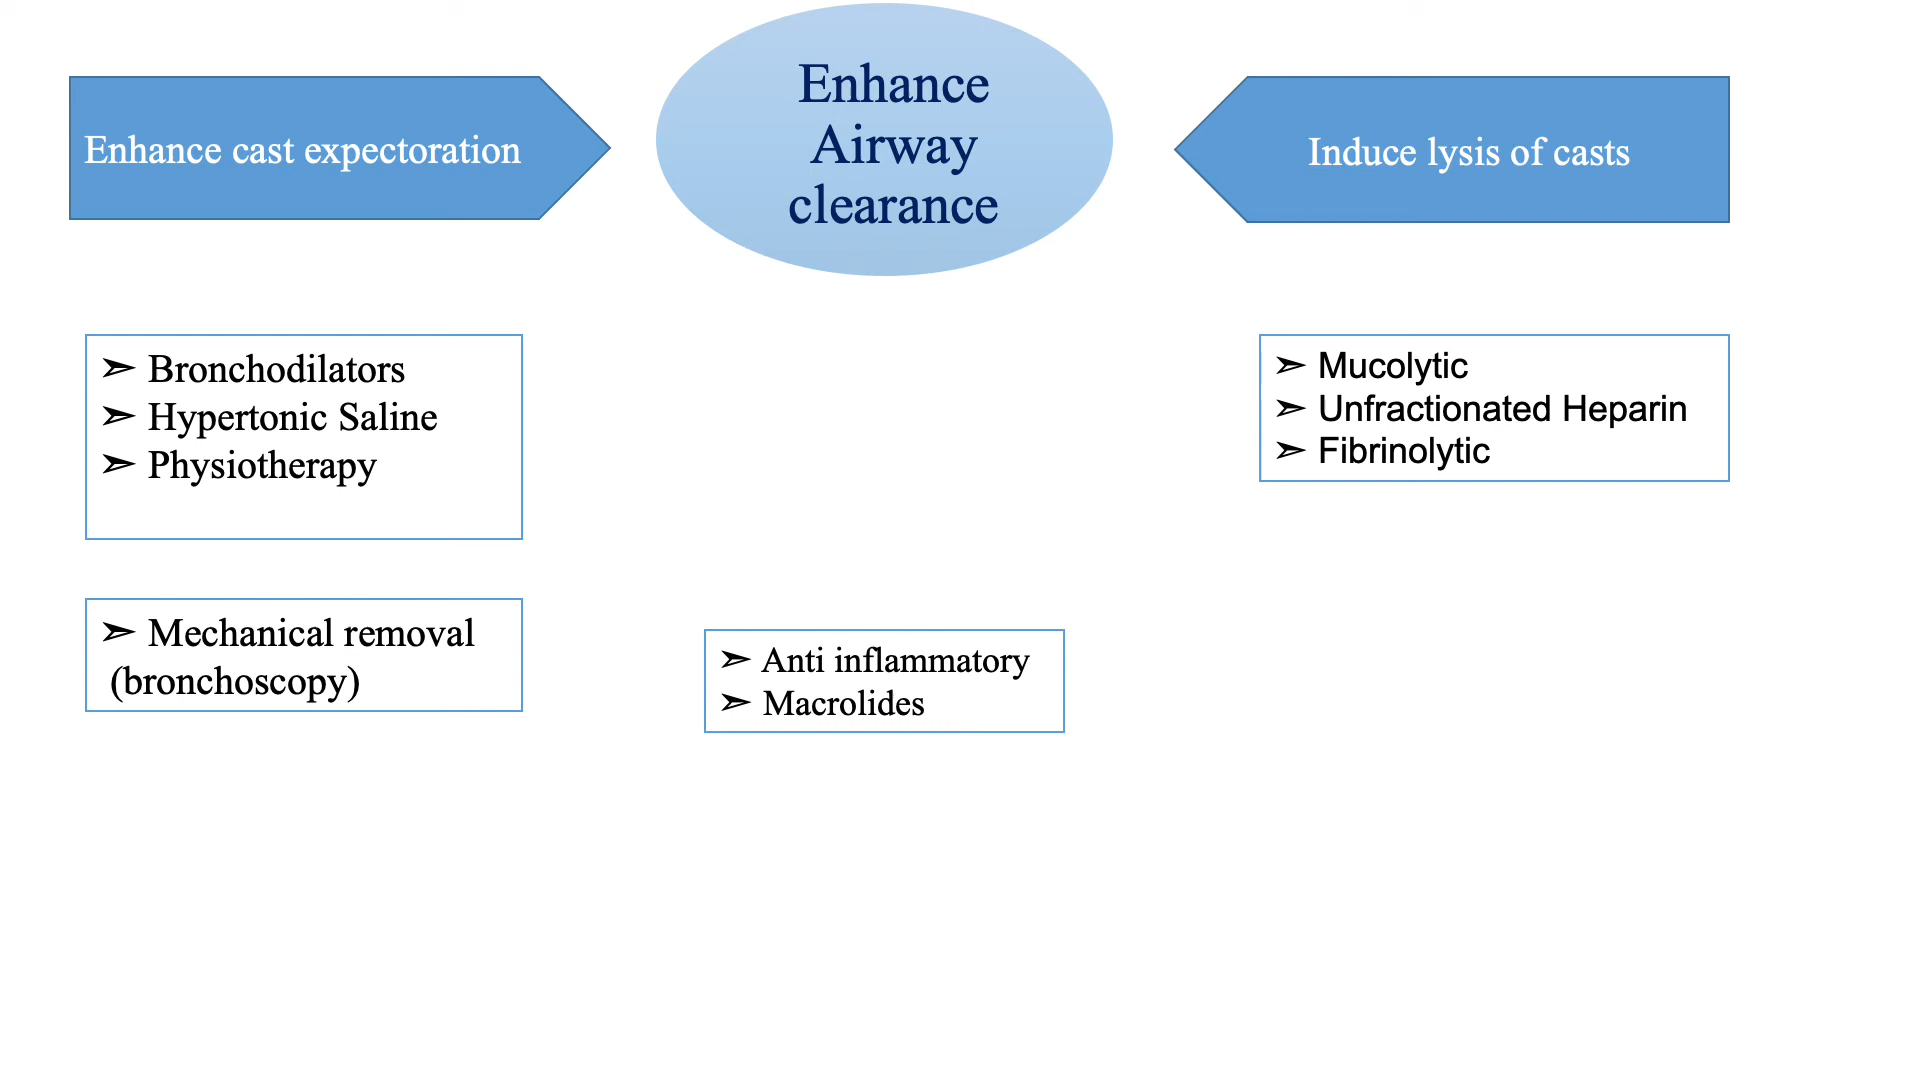 Enhance cast expectoration
Enhance
Airway
clearance
Induce lysis of casts
➢ Bronchodilators
➢ Hypertonic Saline
➢ Physiotherapy
➢ Mucolytic
➢ Unfractionated Heparin
➢ Fibrinolytic
➢ Mechanical removal
(bronchoscopy)
➢ Anti inflammatory
➢ Macrolides